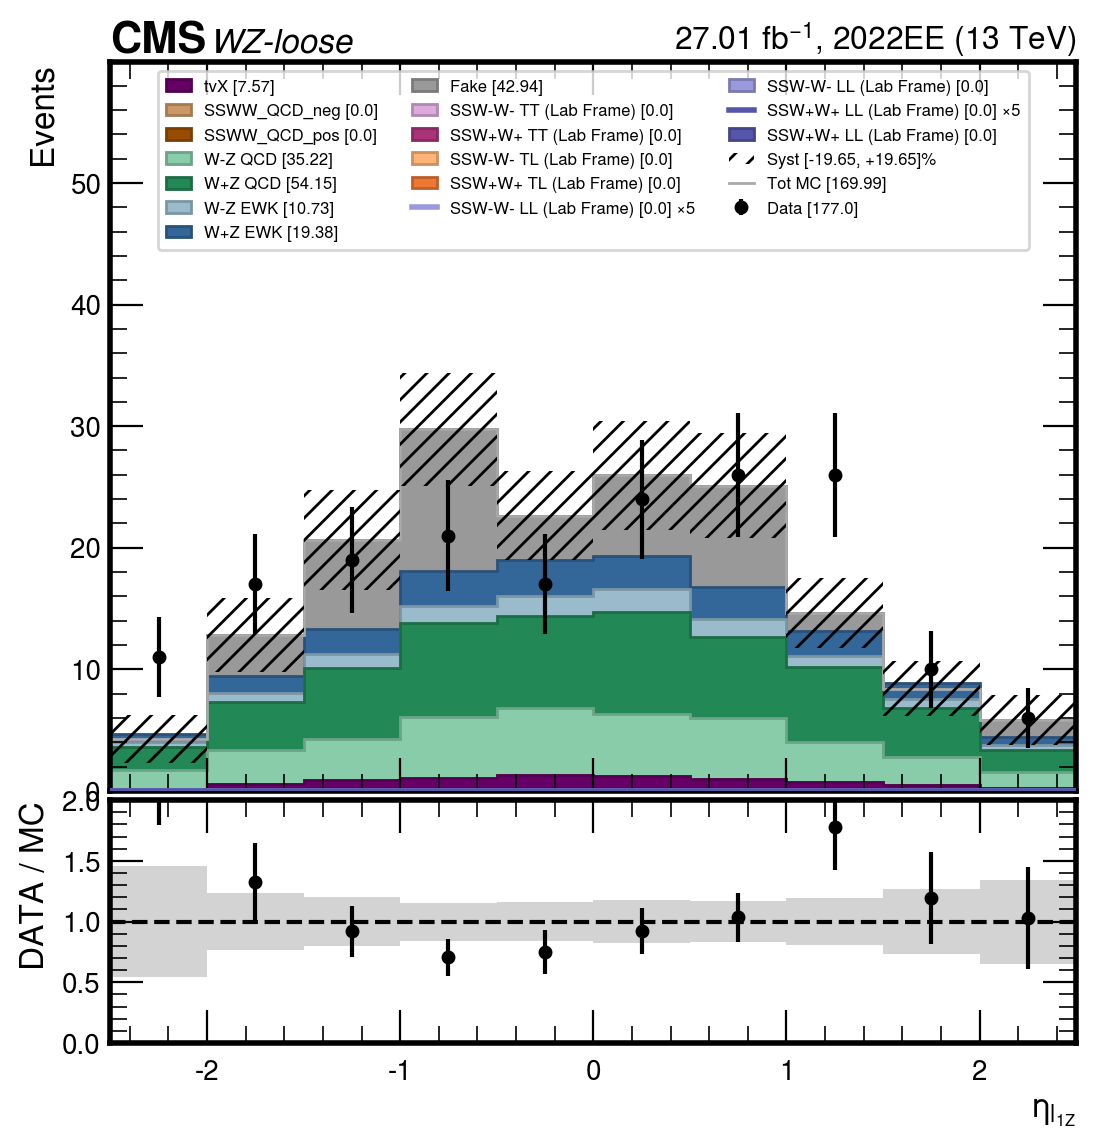 CMS WZ-loose 27.01 fb⁻¹, 2022EE (13 TeV)
Events
tvX [7.57]
SSWW_QCD_neg [0.0]
SSWW_QCD_pos [0.0]
W-Z QCD [35.22]
W+Z QCD [54.15]
W-Z EWK [10.73]
W+Z EWK [19.38]
Fake [42.94]
SSW-W- TT (Lab Frame) [0.0]
SSW+W+ TT (Lab Frame) [0.0]
SSW-W- TL (Lab Frame) [0.0]
SSW+W+ TL (Lab Frame) [0.0]
SSW-W- LL (Lab Frame) [0.0] ×5
SSW-W- LL (Lab Frame) [0.0]
SSW+W+ LL (Lab Frame) [0.0] ×5
SSW+W+ LL (Lab Frame) [0.0]
Syst [-19.65, +19.65]%
Tot MC [169.99]
Data [177.0]
50
40
30
20
10
0
DATA / MC
2.0
1.5
1.0
0.5
0.0
-2 -1 0 1 2
η_{l_{1Z}}